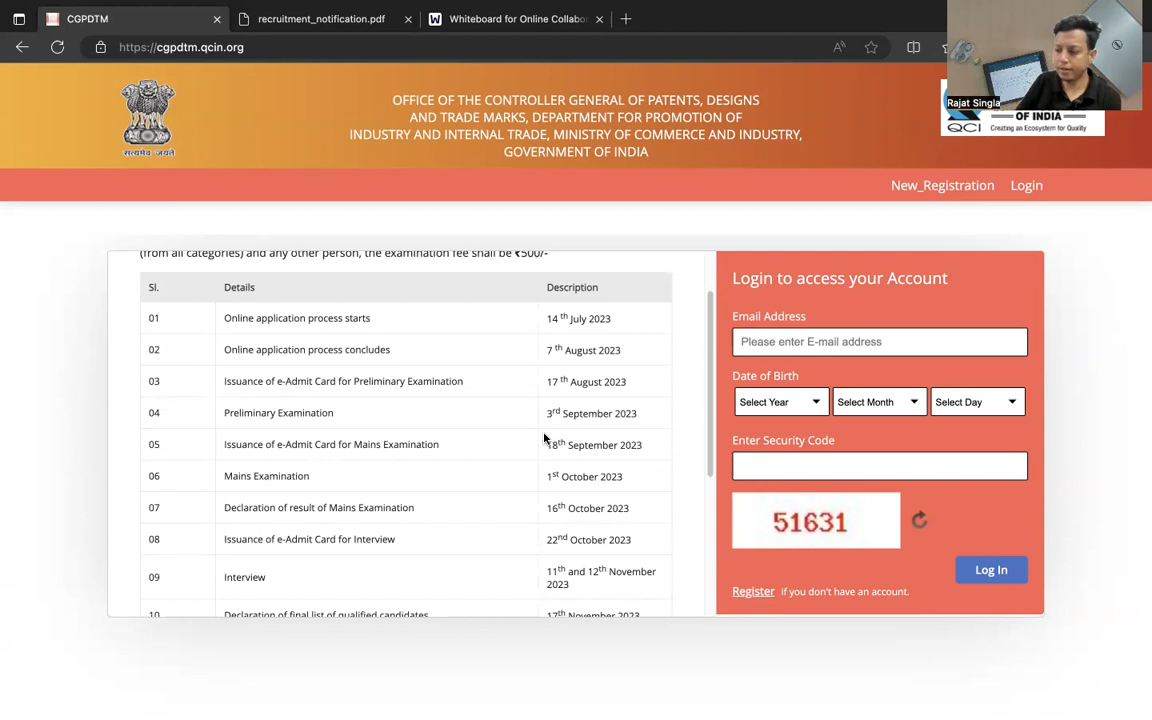 CGPDTM
recruitment_notification.pdf
Whiteboard for Online Collabo
https://cgpdtm.qcin.org
Rajat Singla
सत्यमेव जयते
OFFICE OF THE CONTROLLER GENERAL OF PATENTS, DESIGNS
AND TRADE MARKS, DEPARTMENT FOR PROMOTION OF
INDUSTRY AND INTERNAL TRADE, MINISTRY OF COMMERCE AND INDUSTRY,
GOVERNMENT OF INDIA
OF INDIA
QCI Creating an Ecosystem for Quality
New_Registration Login
(from all categories) and any other person, the examination fee shall be ₹500/-
Sl. Details Description
01 Online application process starts 14 th July 2023
02 Online application process concludes 7 th August 2023
03 Issuance of e-Admit Card for Preliminary Examination 17 th August 2023
04 Preliminary Examination 3rd September 2023
05 Issuance of e-Admit Card for Mains Examination 18th September 2023
06 Mains Examination 1st October 2023
07 Declaration of result of Mains Examination 16th October 2023
08 Issuance of e-Admit Card for Interview 22nd October 2023
09 Interview 11th and 12th November
2023
10 Declaration of final list of qualified candidates 17th November 2023
Login to access your Account
Email Address
Please enter E-mail address
Date of Birth
Select Year Select Month Select Day
Enter Security Code
51631
Log In
Register if you don't have an account.